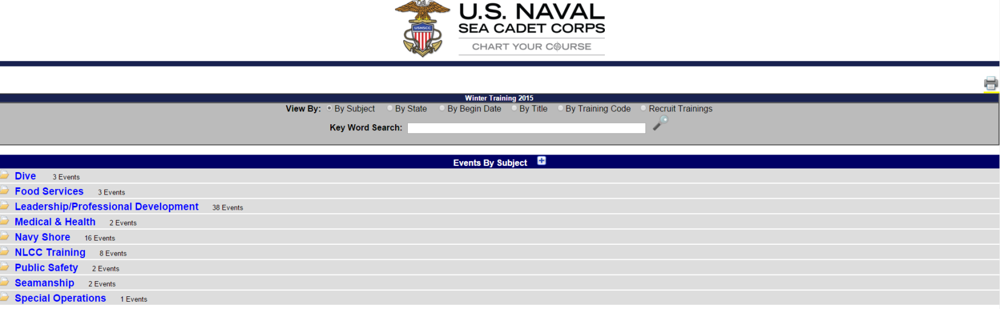 U.S. NAVAL
SEA CADET CORPS
CHART YOUR COURSE
USNSCC
Winter Training 2015
View By: By Subject By State By Begin Date By Title By Training Code Recruit Trainings
Key Word Search:
Events By Subject
Dive 3 Events
Food Services 3 Events
Leadership/Professional Development 38 Events
Medical & Health 2 Events
Navy Shore 16 Events
NLCC Training 8 Events
Public Safety 2 Events
Seamanship 2 Events
Special Operations 1 Events